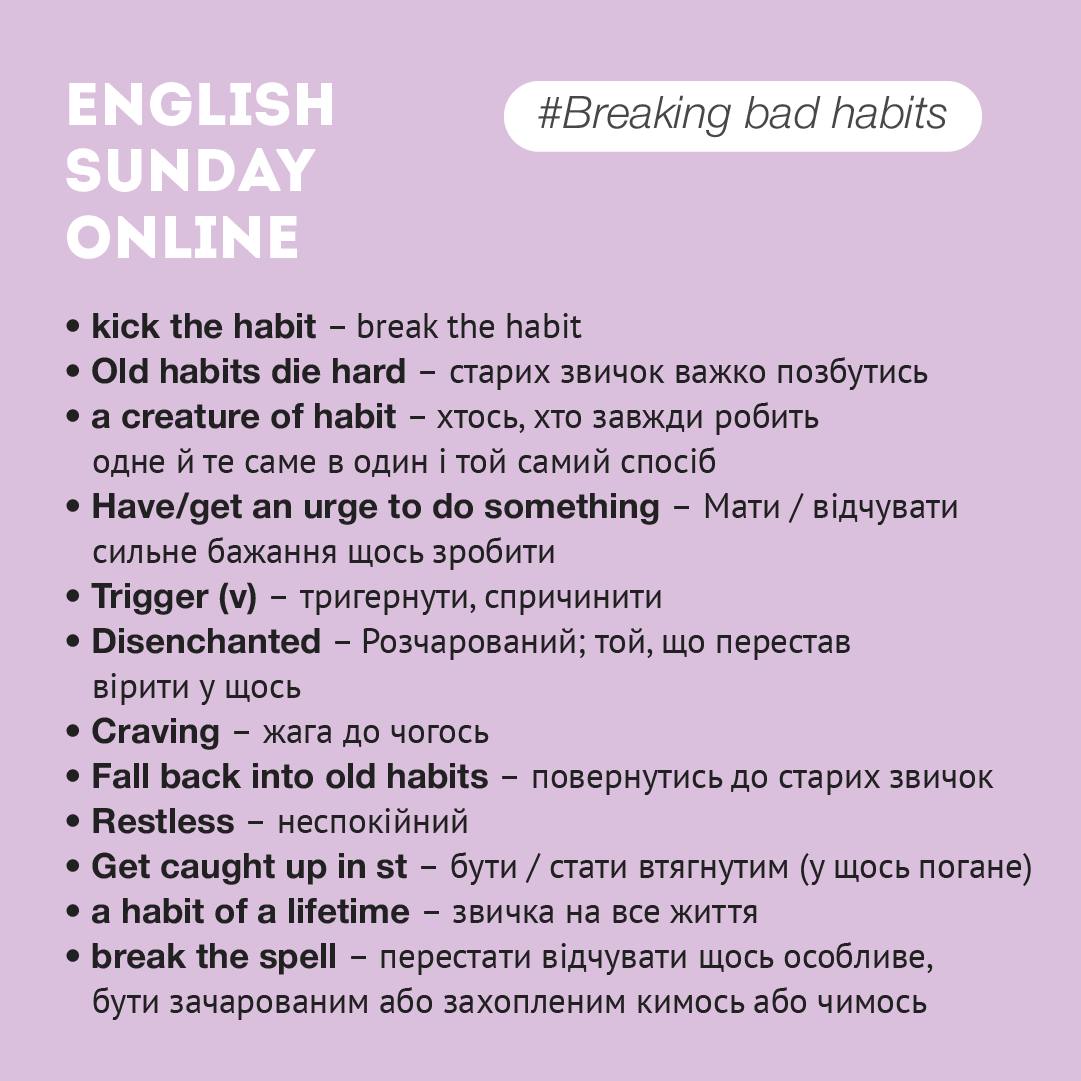 ENGLISH
SUNDAY
ONLINE
#Breaking bad habits
• kick the habit – break the habit
• Old habits die hard – старих звичок важко позбутись
• a creature of habit – хтось, хто завжди робить
одне й те саме в один і той самий спосіб
• Have/get an urge to do something – Мати / відчувати
сильне бажання щось зробити
• Trigger (v) – тригернути, спричинити
• Disenchanted – Розчарований; той, що перестав
вірити у щось
• Craving – жага до чогось
• Fall back into old habits – повернутись до старих звичок
• Restless – неспокійний
• Get caught up in st – бути / стати втягнутим (у щось погане)
• a habit of a lifetime – звичка на все життя
• break the spell – перестати відчувати щось особливе,
бути зачарованим або захопленим кимось або чимось